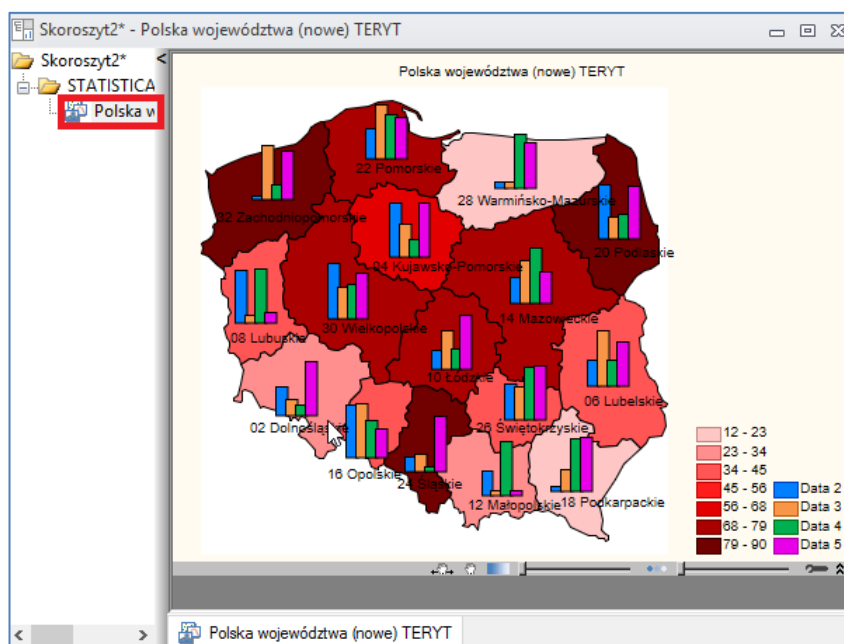 Skoroszyt2* - Polska województwa (nowe) TERYT
Skoroszyt2*
STATISTICA
Polska w
Polska województwa (nowe) TERYT
22 Pomorskie
28 Warmińsko-Mazurskie
32 Zachodniopomorskie
20 Podlaskie
04 Kujawsko-Pomorskie
14 Mazowieckie
30 Wielkopolskie
08 Lubuskie
10 Łódzkie
06 Lubelskie
02 Dolnośląskie
26 Świętokrzyskie
16 Opolskie
24 Śląskie
12 Małopolskie
18 Podkarpackie
12 - 23
23 - 34
34 - 45
45 - 56 Data 2
56 - 68 Data 3
68 - 79 Data 4
79 - 90 Data 5
Polska województwa (nowe) TERYT